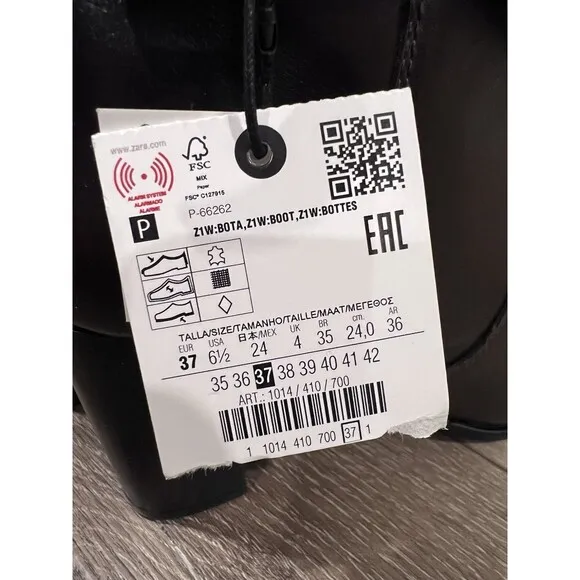 www.zara.com
FSC
MIX
Paper
FSC® C127915
ALARM SYSTEM
ALARMADO
ALARME
P-66262
P
Z1W:BOTA,Z1W:BOOT,Z1W:BOTTES
EAC
TALLA/SIZE/TAMANHO/TAILLE/MAAT/ΜΕΓΕΘΟΣ
EUR USA 日本/MEX UK BR cm. AR
37 6½ 24 4 35 24,0 36
35 36 37 38 39 40 41 42
ART.: 1014/410/700
1 1014 410 700 37 1